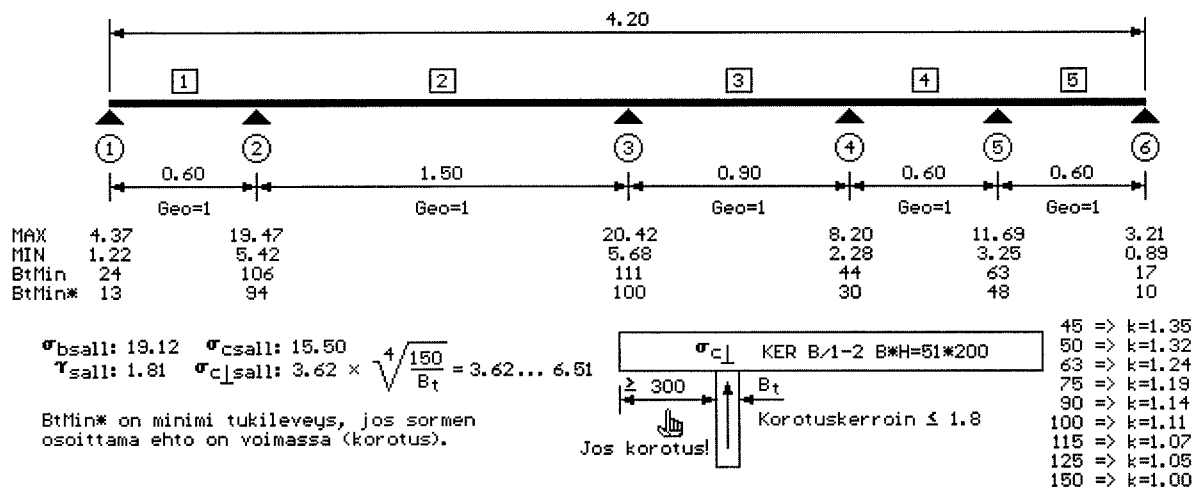 4.20
1 2 3 4 5
1 2 3 4 5 6
0.60 1.50 0.90 0.60 0.60
Geo=1 Geo=1 Geo=1 Geo=1 Geo=1
MAX 4.37 19.47 20.42 8.20 11.69 3.21
MIN 1.22 5.42 5.68 2.28 3.25 0.89
BtMin 24 106 111 44 63 17
BtMin* 13 94 100 30 48 10
σbsall: 19.12 σcsall: 15.50
τsall: 1.81 σc⊥sall: 3.62 × ⁴√(150/Bt) = 3.62... 6.51
BtMin* on minimi tukileveys, jos sormen
osoittama ehto on voimassa (korotus).
σc⊥ KER B/1-2 B*H=51*200
≥ 300 Bt
Korotuskerroin ≤ 1.8
Jos korotus!
45 => k=1.35
50 => k=1.32
63 => k=1.24
75 => k=1.19
90 => k=1.14
100 => k=1.11
115 => k=1.07
125 => k=1.05
150 => k=1.00